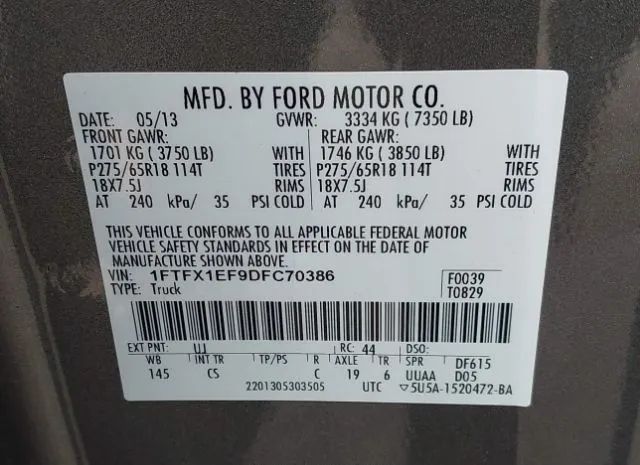 MFD. BY FORD MOTOR CO.
DATE: 05/13 GVWR: 3334 KG ( 7350 LB)
FRONT GAWR: REAR GAWR:
1701 KG ( 3750 LB) WITH 1746 KG ( 3850 LB) WITH
P275/65R18 114T TIRES P275/65R18 114T TIRES
18X7.5J RIMS 18X7.5J RIMS
AT 240 kPa/ 35 PSI COLD AT 240 kPa/ 35 PSI COLD
THIS VEHICLE CONFORMS TO ALL APPLICABLE FEDERAL MOTOR
VEHICLE SAFETY STANDARDS IN EFFECT ON THE DATE OF
MANUFACTURE SHOWN ABOVE.
VIN: 1FTFX1EF9DFC70386 F0039
TYPE: Truck T0829
EXT PNT: UJ RC: 44 DSO:
WB INT TR TP/PS R AXLE TR SPR DF615
145 CS C 19 6 UUAA D05
2201305303505 UTC ▽5U5A-1520472-BA